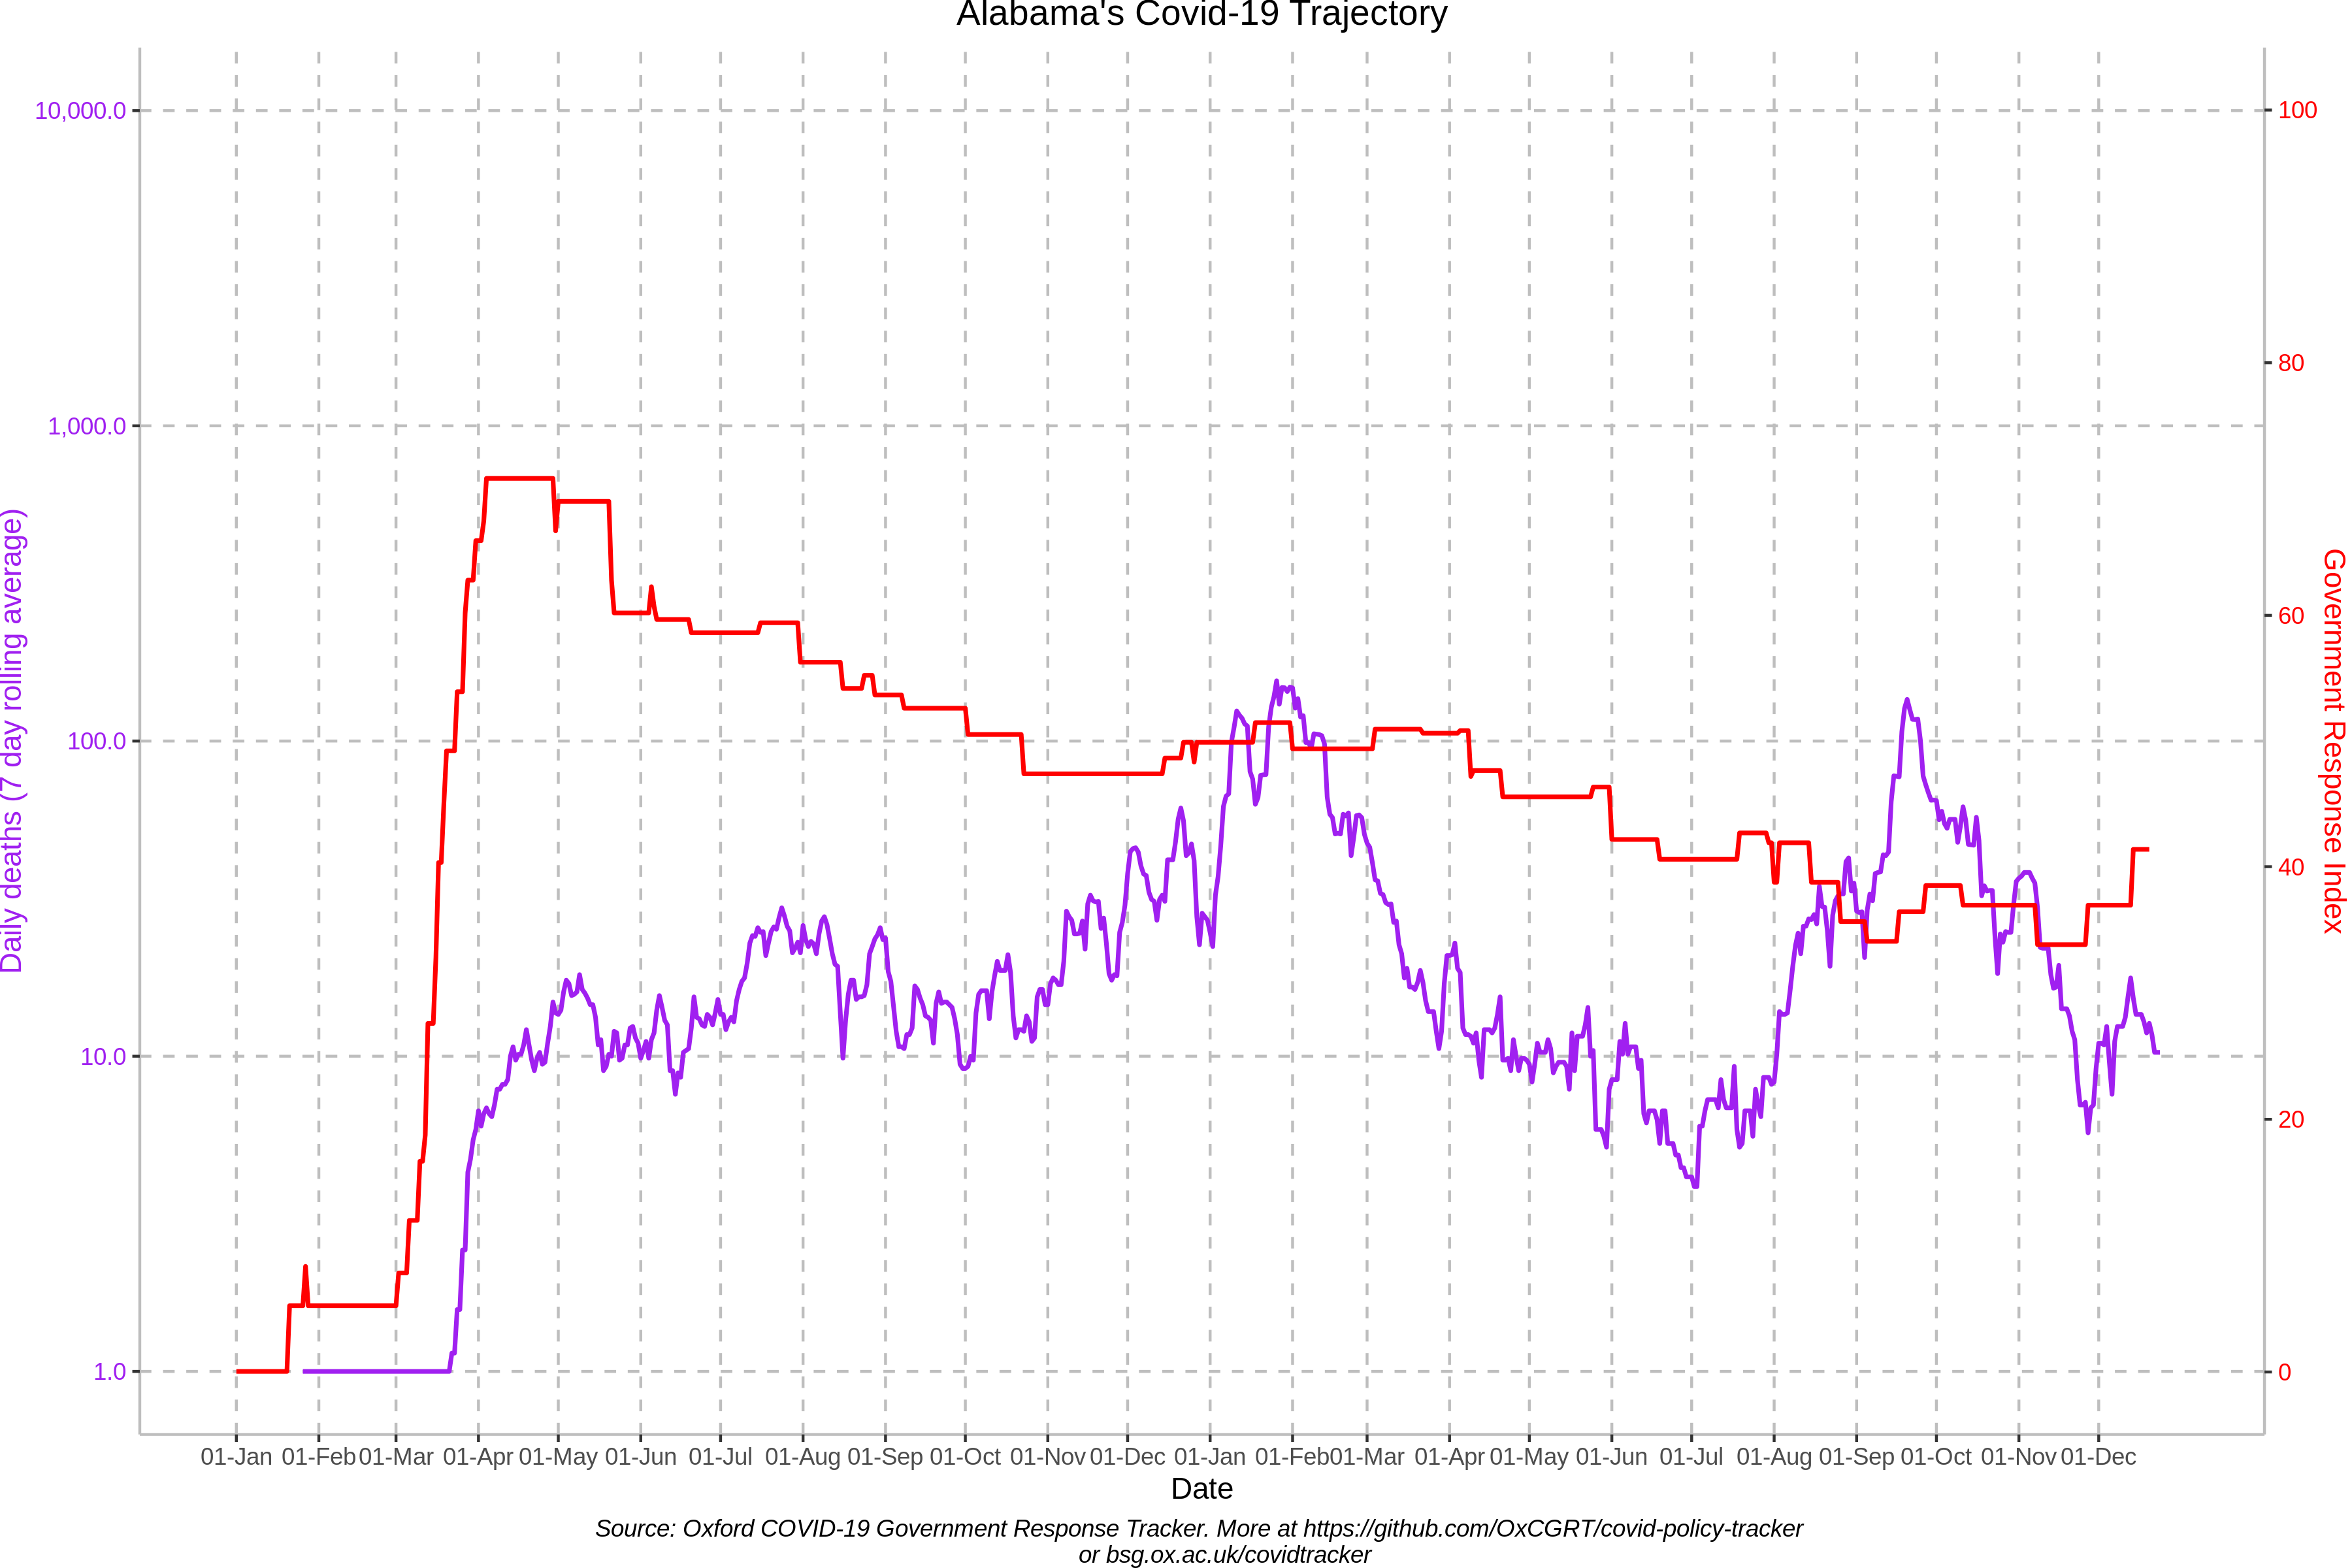 Alabama's Covid-19 Trajectory
10,000.0
1,000.0
100.0
10.0
1.0
Daily deaths (7 day rolling average)
100
80
60
40
20
0
Government Response Index
01-Jan 01-Feb 01-Mar 01-Apr 01-May 01-Jun 01-Jul 01-Aug 01-Sep 01-Oct 01-Nov 01-Dec 01-Jan 01-Feb 01-Mar 01-Apr 01-May 01-Jun 01-Jul 01-Aug 01-Sep 01-Oct 01-Nov 01-Dec
Date
Source: Oxford COVID-19 Government Response Tracker. More at https://github.com/OxCGRT/covid-policy-tracker
or bsg.ox.ac.uk/covidtracker